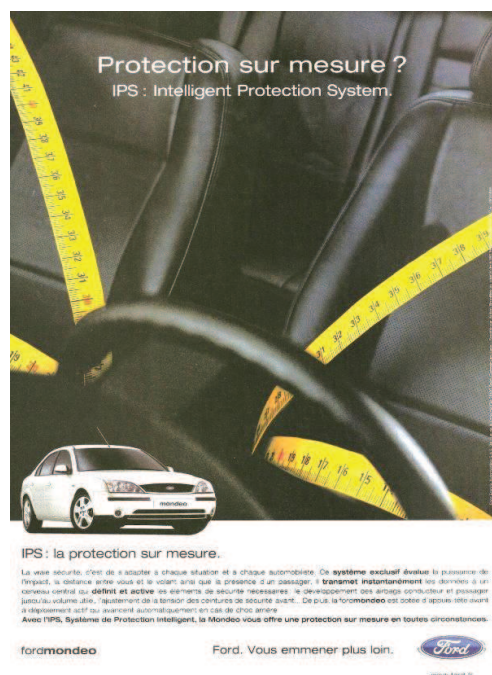 Protection sur mesure ?
IPS : Intelligent Protection System.
mondeo
IPS : la protection sur mesure.
La vraie sécurité, c'est de s'adapter à chaque situation et à chaque automobiliste. Ce système exclusif évalue la puissance de
l'impact, la distance entre vous et le volant ainsi que la présence d'un passager, il transmet instantanément les données à un
cerveau central qui définit et active les éléments de sécurité nécessaires : le développement des airbags conducteur et passager
jusqu'au volume utile, l'ajustement de la tension des ceintures de sécurité avant... De plus, la fordmondeo est dotée d'appuis-tête avant
à déploiement actif qui avancent automatiquement en cas de choc arrière.
Avec l'IPS, Système de Protection Intelligent, la Mondeo vous offre une protection sur mesure en toutes circonstances.
fordmondeo
Ford. Vous emmener plus loin.
Ford